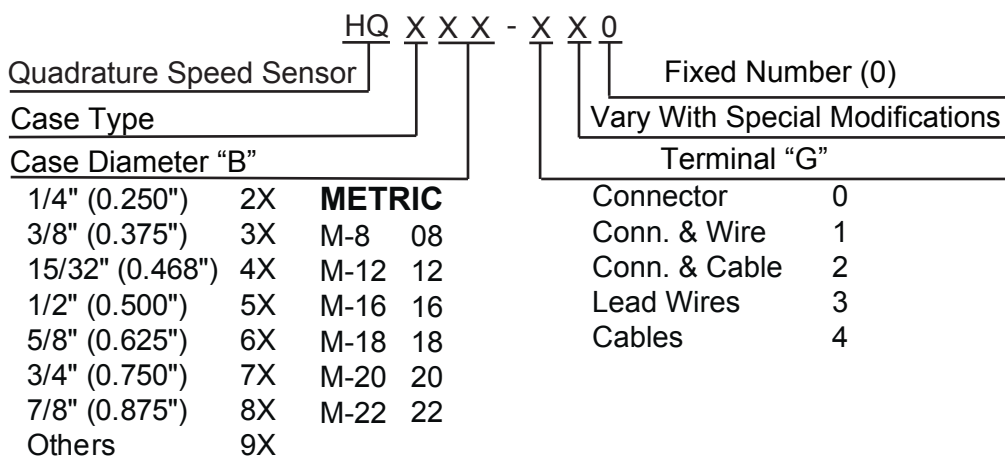 HQ X X X - X X 0
Quadrature Speed Sensor Fixed Number (0)
Case Type Vary With Special Modifications
Case Diameter “B” Terminal “G”
1/4" (0.250") 2X METRIC Connector 0
3/8" (0.375") 3X M-8 08 Conn. & Wire 1
15/32" (0.468") 4X M-12 12 Conn. & Cable 2
1/2" (0.500") 5X M-16 16 Lead Wires 3
5/8" (0.625") 6X M-18 18 Cables 4
3/4" (0.750") 7X M-20 20
7/8" (0.875") 8X M-22 22
Others 9X